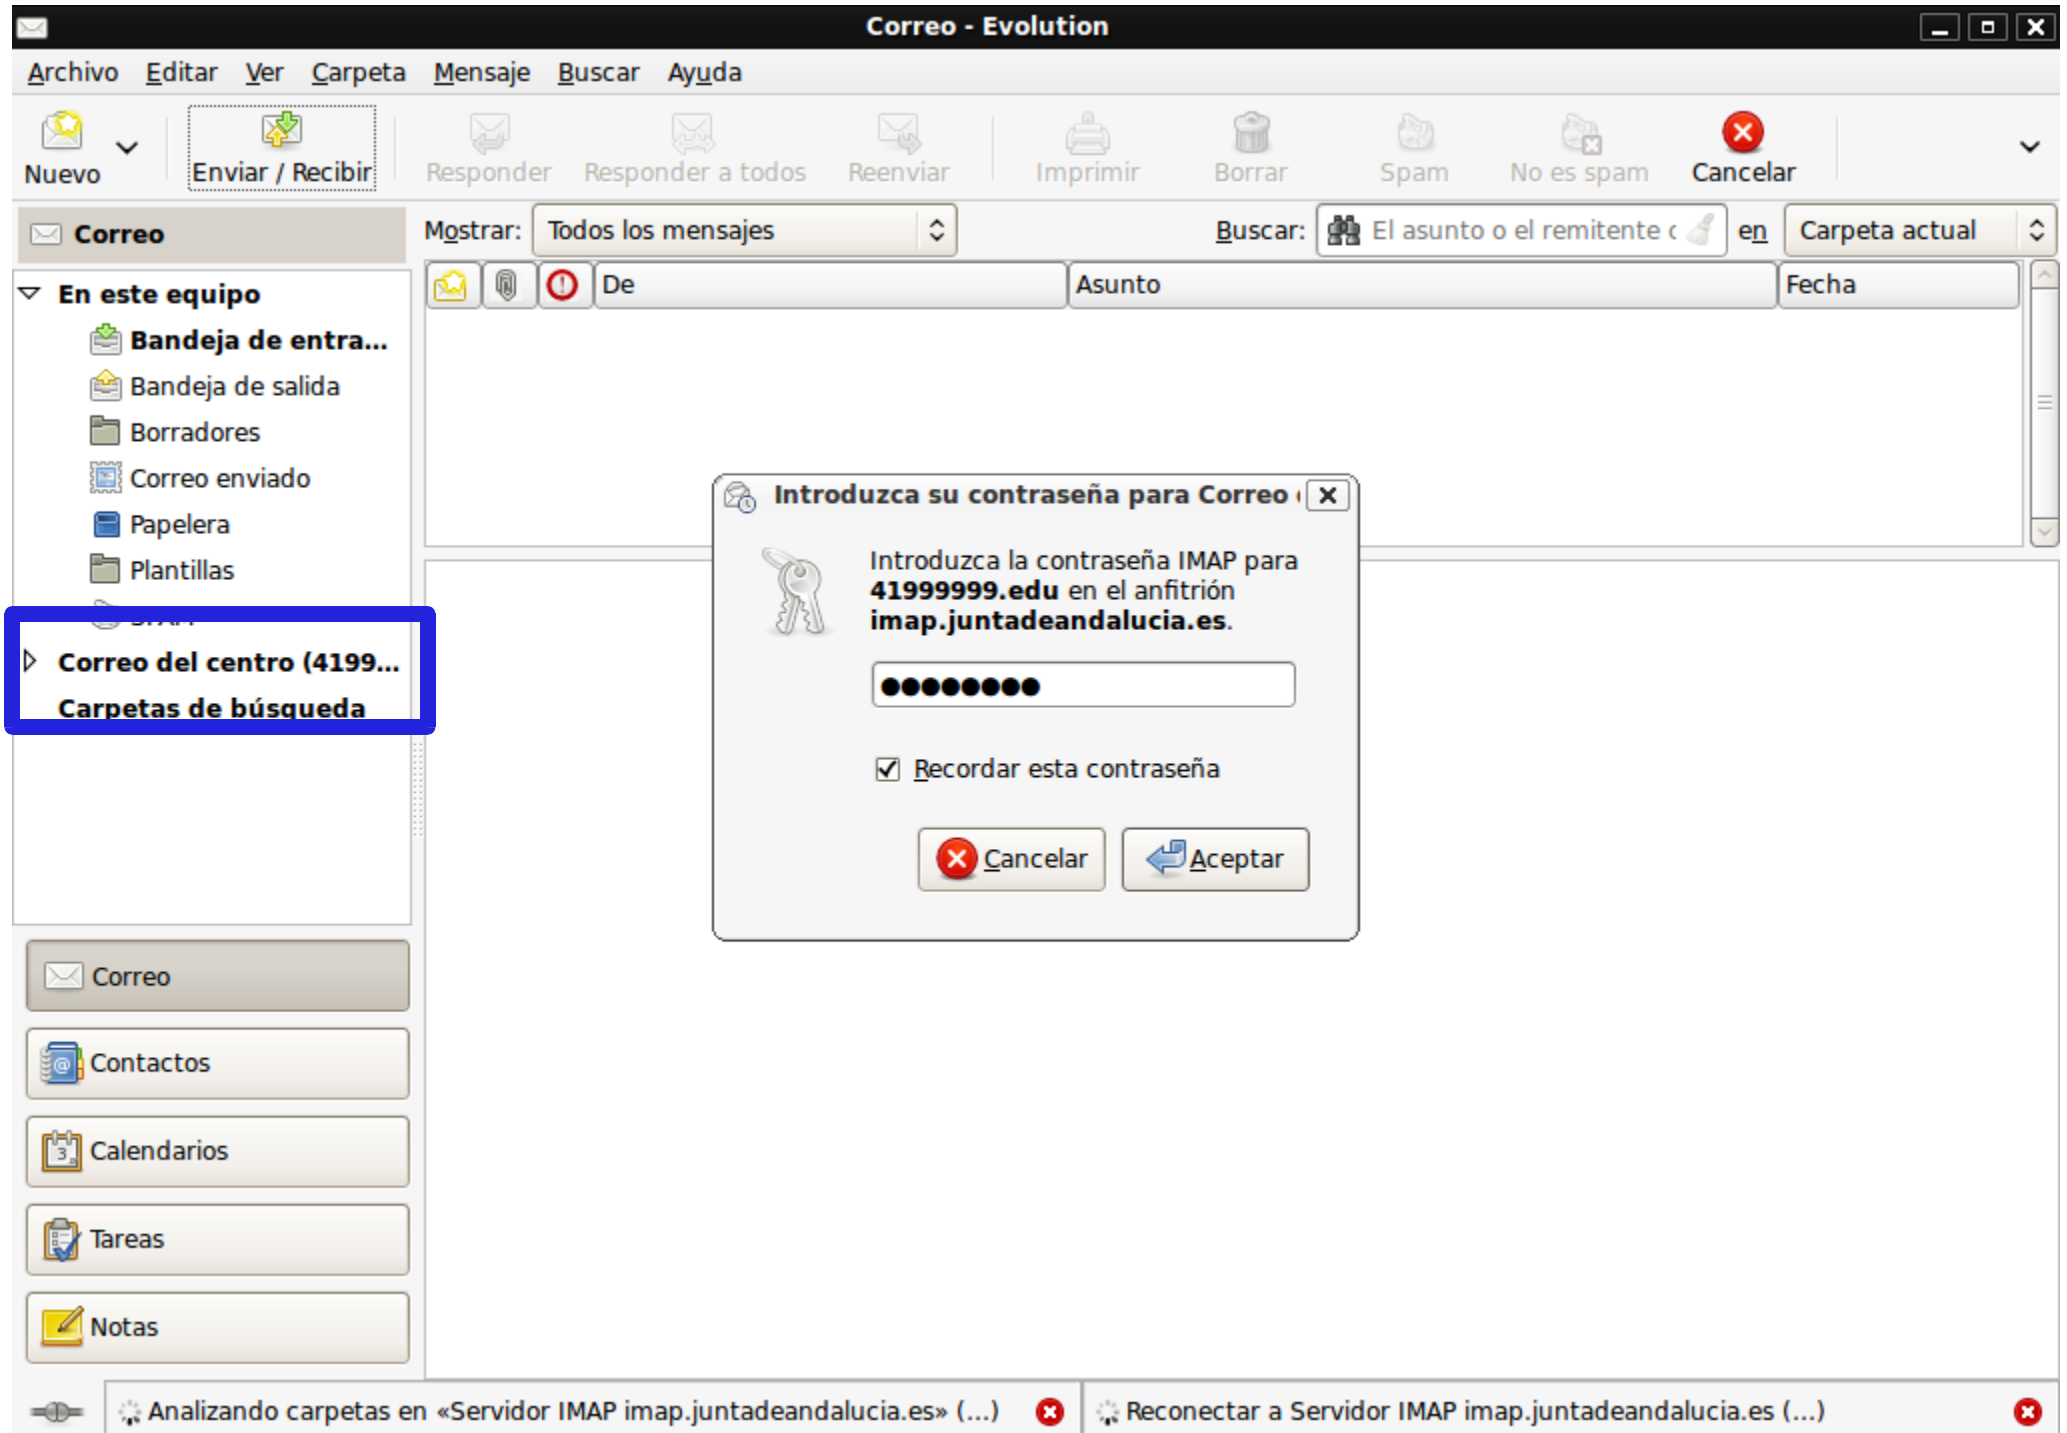 Correo - Evolution
Archivo Editar Ver Carpeta Mensaje Buscar Ayuda
Nuevo Enviar / Recibir Responder Responder a todos Reenviar Imprimir Borrar Spam No es spam Cancelar
Correo
Mostrar: Todos los mensajes Buscar: El asunto o el remitente c en Carpeta actual
De Asunto Fecha
En este equipo
Bandeja de entra...
Bandeja de salida
Borradores
Correo enviado
Papelera
Plantillas
Correo del centro (4199...
Carpetas de búsqueda
Introduzca su contraseña para Correo
Introduzca la contraseña IMAP para
41999999.edu en el anfitrión
imap.juntadeandalucia.es.
Recordar esta contraseña
Cancelar Aceptar
Correo
Contactos
3
Calendarios
Tareas
Notas
Analizando carpetas en «Servidor IMAP imap.juntadeandalucia.es» (...) Reconectar a Servidor IMAP imap.juntadeandalucia.es (...)